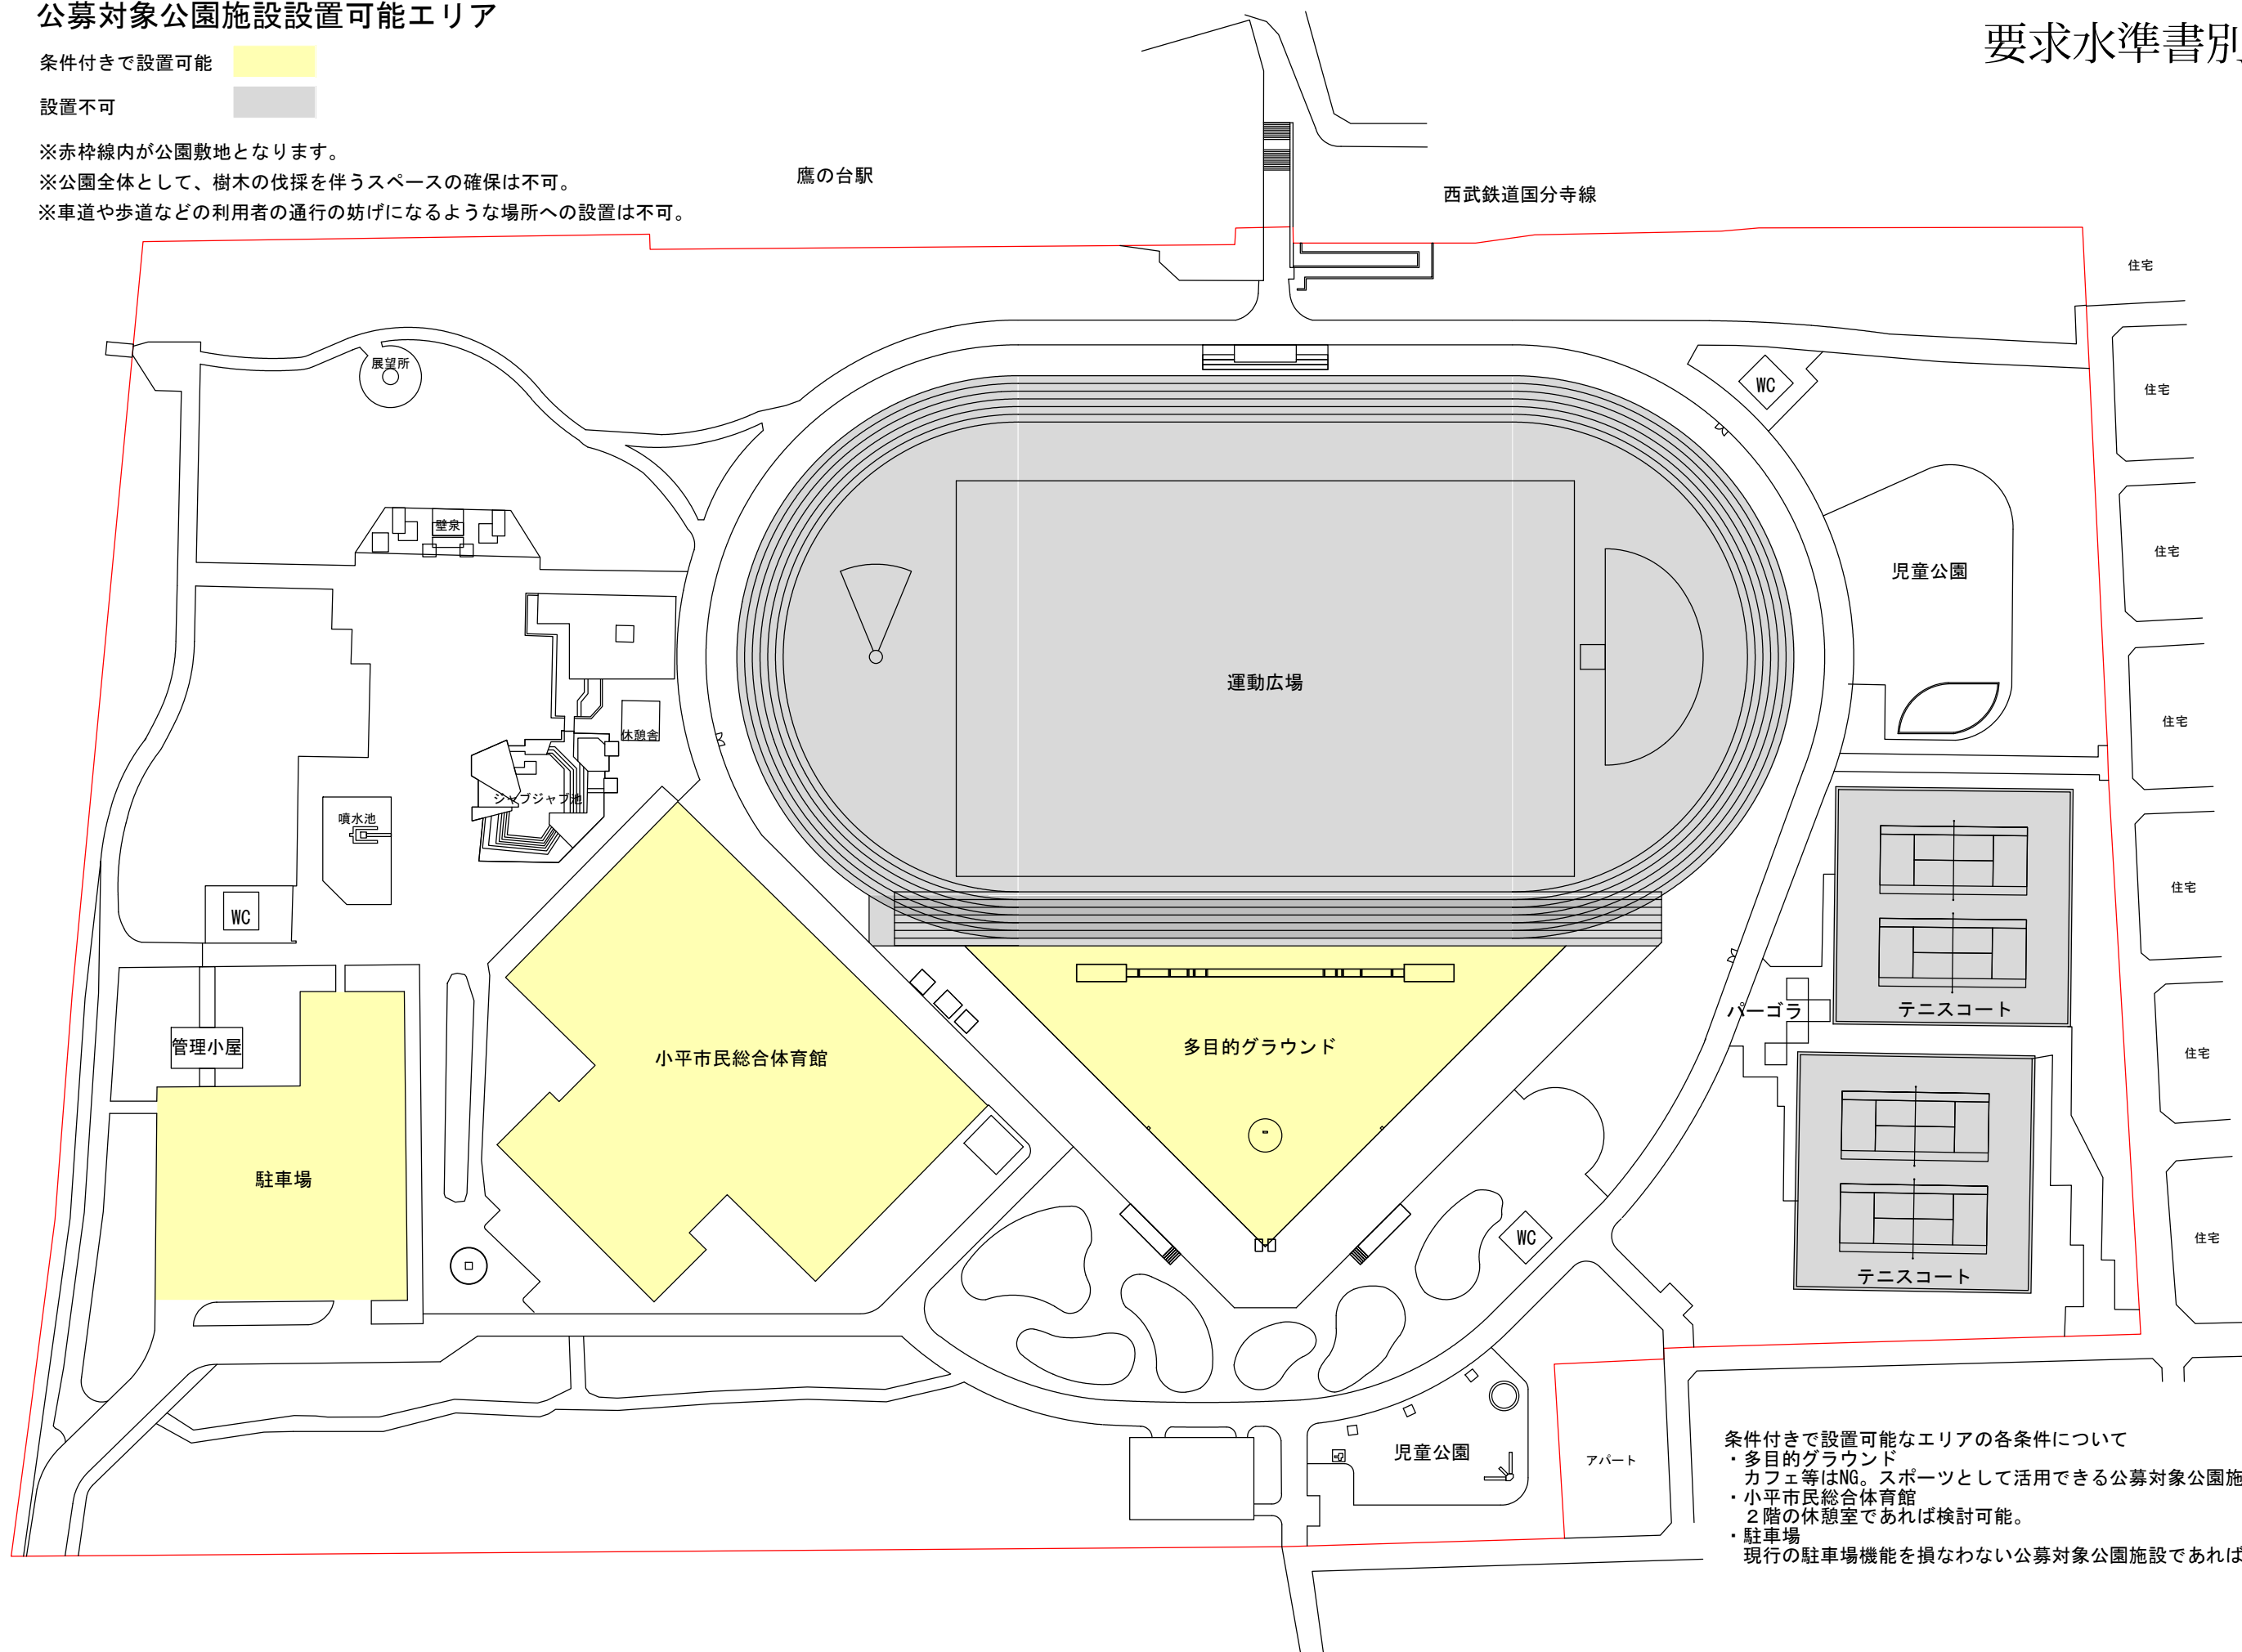 公募対象公園施設設置可能エリア
要求水準書別
条件付きで設置可能
設置不可
※赤枠線内が公園敷地となります。
※公園全体として、樹木の伐採を伴うスペースの確保は不可。
※車道や歩道などの利用者の通行の妨げになるような場所への設置は不可。
鷹の台駅
西武鉄道国分寺線
住宅
展望所
WC
住宅
壁泉
住宅
児童公園
運動広場
住宅
休憩舎
ジャブジャブ池
噴水池
住宅
WC
パーゴラ
テニスコート
管理小屋
小平市民総合体育館
多目的グラウンド
住宅
駐車場
WC
住宅
テニスコート
児童公園
アパート
条件付きで設置可能なエリアの各条件について
・多目的グラウンド
カフェ等はNG。スポーツとして活用できる公募対象公園施
・小平市民総合体育館
２階の休憩室であれば検討可能。
・駐車場
現行の駐車場機能を損なわない公募対象公園施設であれば